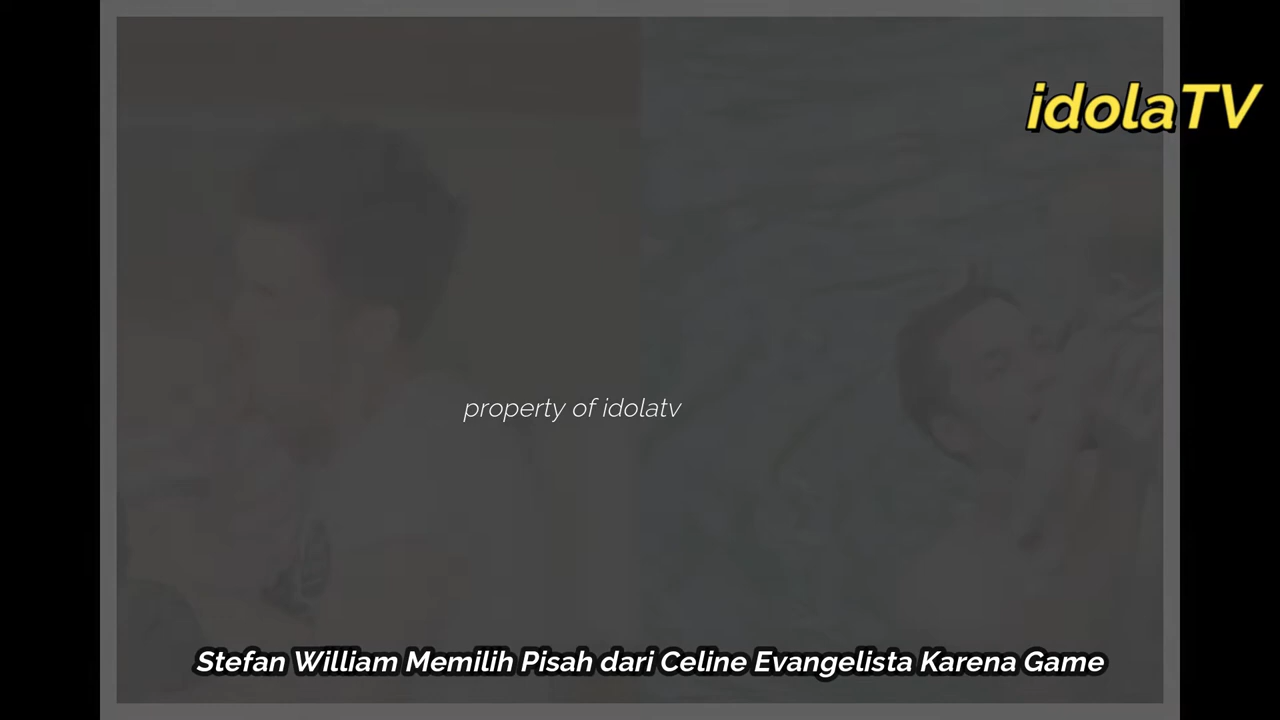 idolaTV
property of idolatv
Stefan William Memilih Pisah dari Celine Evangelista Karena Game